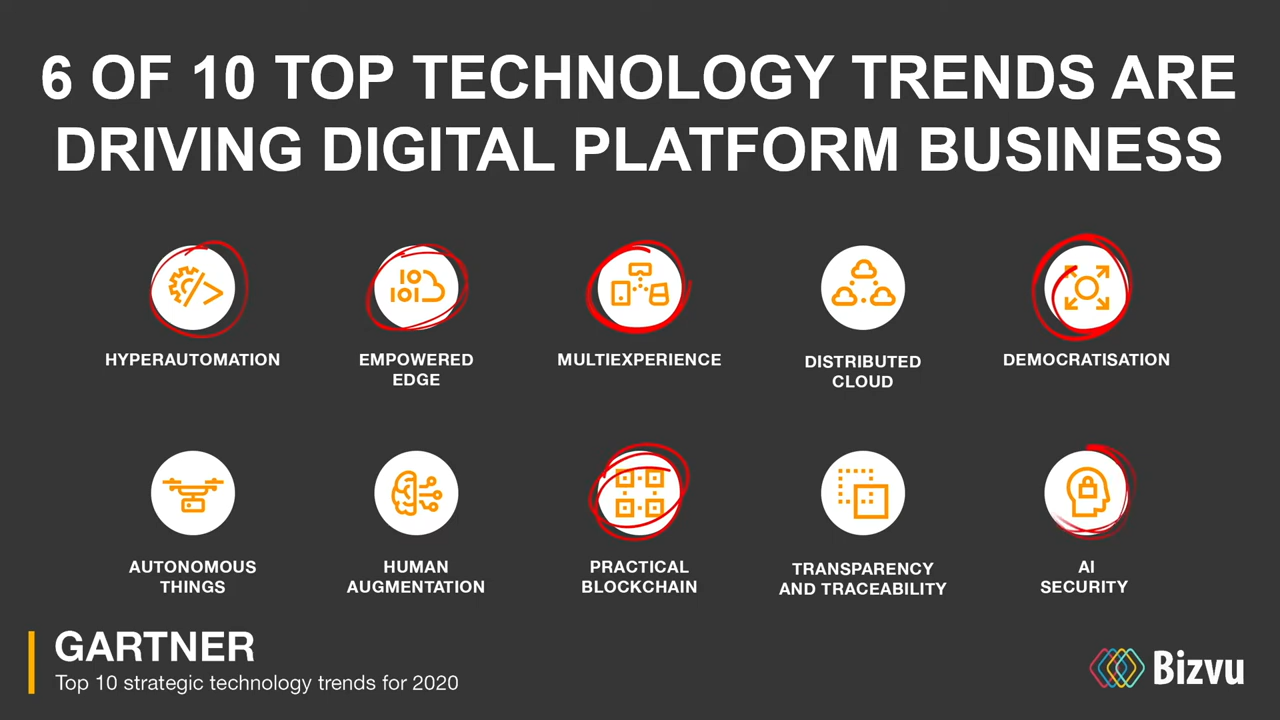 6 OF 10 TOP TECHNOLOGY TRENDS ARE
DRIVING DIGITAL PLATFORM BUSINESS
HYPERAUTOMATION
EMPOWERED
EDGE
MULTIEXPERIENCE
DISTRIBUTED
CLOUD
DEMOCRATISATION
AUTONOMOUS
THINGS
HUMAN
AUGMENTATION
PRACTICAL
BLOCKCHAIN
TRANSPARENCY
AND TRACEABILITY
AI
SECURITY
GARTNER
Top 10 strategic technology trends for 2020
Bizvu